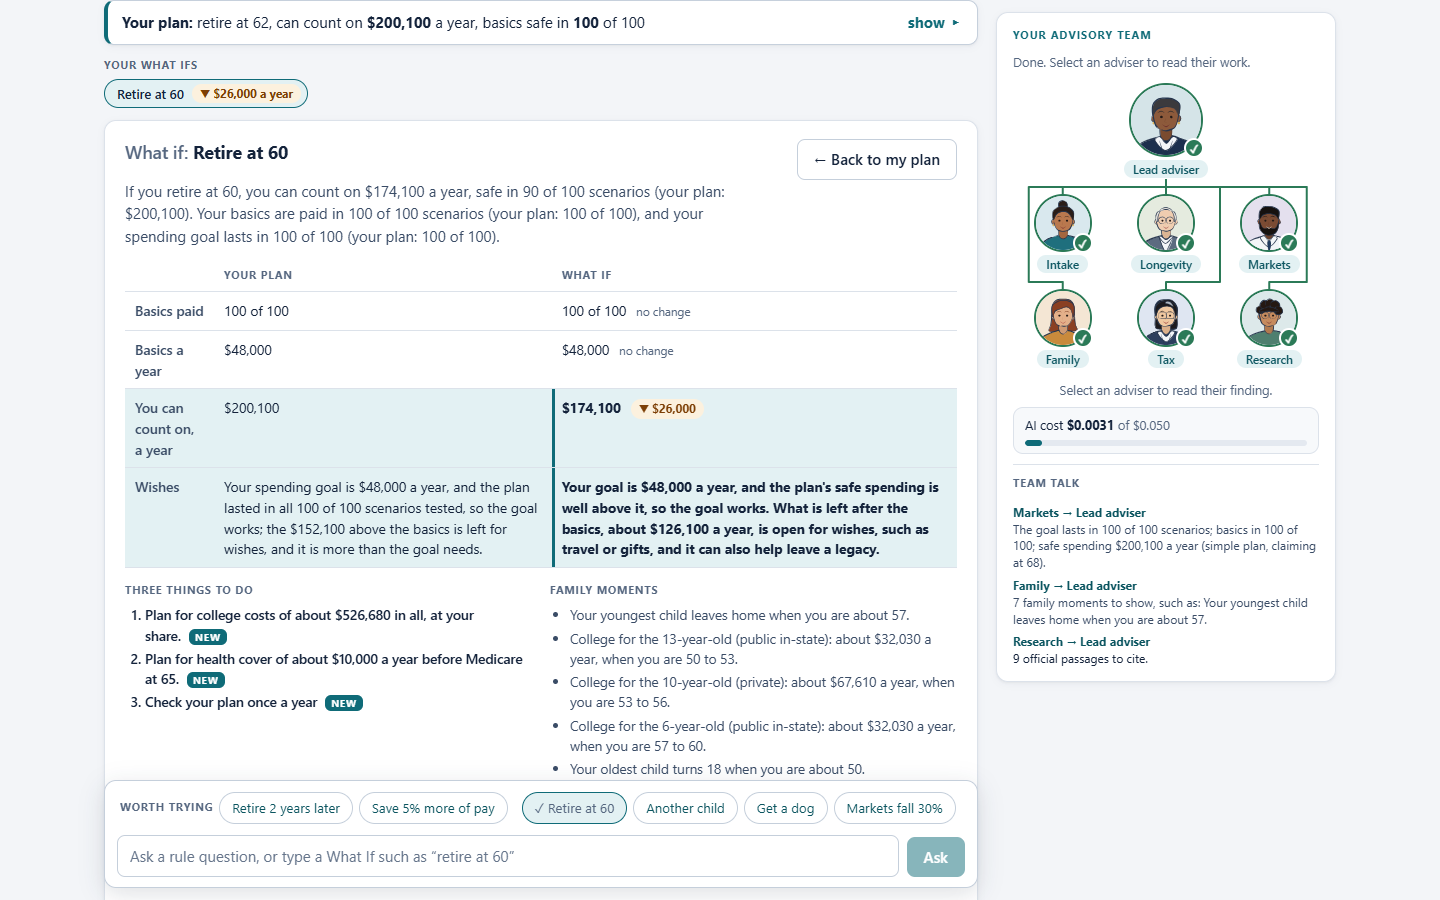 Your plan: retire at 62, can count on $200,100 a year, basics safe in 100 of 100
show ▸
YOUR WHAT IFS
Retire at 60 ▼ $26,000 a year
What if: Retire at 60
← Back to my plan
If you retire at 60, you can count on $174,100 a year, safe in 90 of 100 scenarios (your plan:
$200,100). Your basics are paid in 100 of 100 scenarios (your plan: 100 of 100), and your
spending goal lasts in 100 of 100 (your plan: 100 of 100).
YOUR PLAN WHAT IF
Basics paid 100 of 100 100 of 100 no change
Basics a
year
$48,000 $48,000 no change
You can
count on,
a year
$200,100 $174,100 ▼ $26,000
Wishes
Your spending goal is $48,000 a year, and the plan
lasted in all 100 of 100 scenarios tested, so the goal
works; the $152,100 above the basics is left for
wishes, and it is more than the goal needs.
Your goal is $48,000 a year, and the plan's safe spending is
well above it, so the goal works. What is left after the
basics, about $126,100 a year, is open for wishes, such as
travel or gifts, and it can also help leave a legacy.
THREE THINGS TO DO
1. Plan for college costs of about $526,680 in all, at your
share. NEW
2. Plan for health cover of about $10,000 a year before Medicare
at 65. NEW
3. Check your plan once a year NEW
FAMILY MOMENTS
• Your youngest child leaves home when you are about 57.
• College for the 13-year-old (public in-state): about $32,030 a
year, when you are 50 to 53.
• College for the 10-year-old (private): about $67,610 a year, when
you are 53 to 56.
• College for the 6-year-old (public in-state): about $32,030 a year,
when you are 57 to 60.
• Your oldest child turns 18 when you are about 50.
WORTH TRYING Retire 2 years later Save 5% more of pay ✓ Retire at 60 Another child Get a dog Markets fall 30%
Ask a rule question, or type a What If such as “retire at 60”
Ask
YOUR ADVISORY TEAM
Done. Select an adviser to read their work.
Lead adviser
Intake Longevity Markets
Family Tax Research
Select an adviser to read their finding.
AI cost $0.0031 of $0.050
TEAM TALK
Markets → Lead adviser
The goal lasts in 100 of 100 scenarios; basics in 100 of
100; safe spending $200,100 a year (simple plan, claiming
at 68).
Family → Lead adviser
7 family moments to show, such as: Your youngest child
leaves home when you are about 57.
Research → Lead adviser
9 official passages to cite.